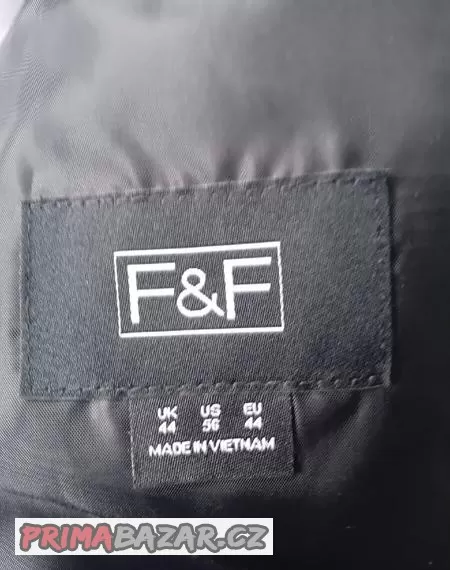 F&F
UK US EU
44 56 44
MADE IN VIETNAM
PRIMABAZAR.CZ